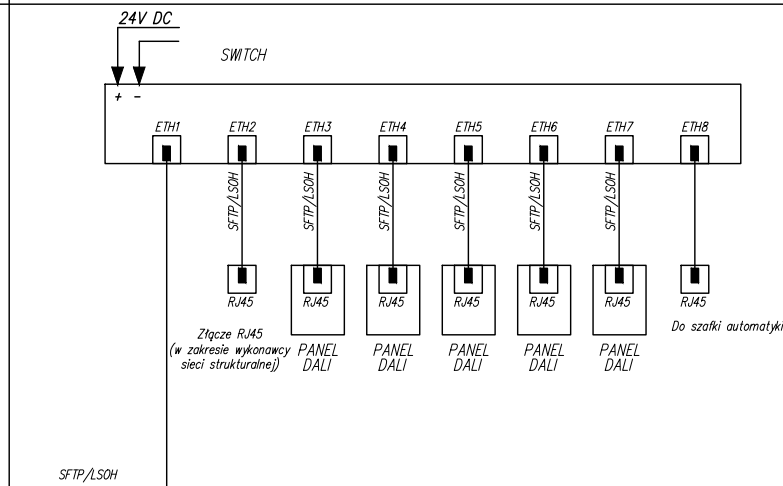 24V DC
SWITCH
+ -
ETH1 ETH2 ETH3 ETH4 ETH5 ETH6 ETH7 ETH8
SFTP/LSOH SFTP/LSOH SFTP/LSOH SFTP/LSOH SFTP/LSOH SFTP/LSOH
RJ45 RJ45 RJ45 RJ45 RJ45 RJ45 RJ45
Złącze RJ45
(w zakresie wykonawcy
sieci strukturalnej)
PANEL
DALI
PANEL
DALI
PANEL
DALI
PANEL
DALI
PANEL
DALI
Do szafki automatyki
SFTP/LSOH